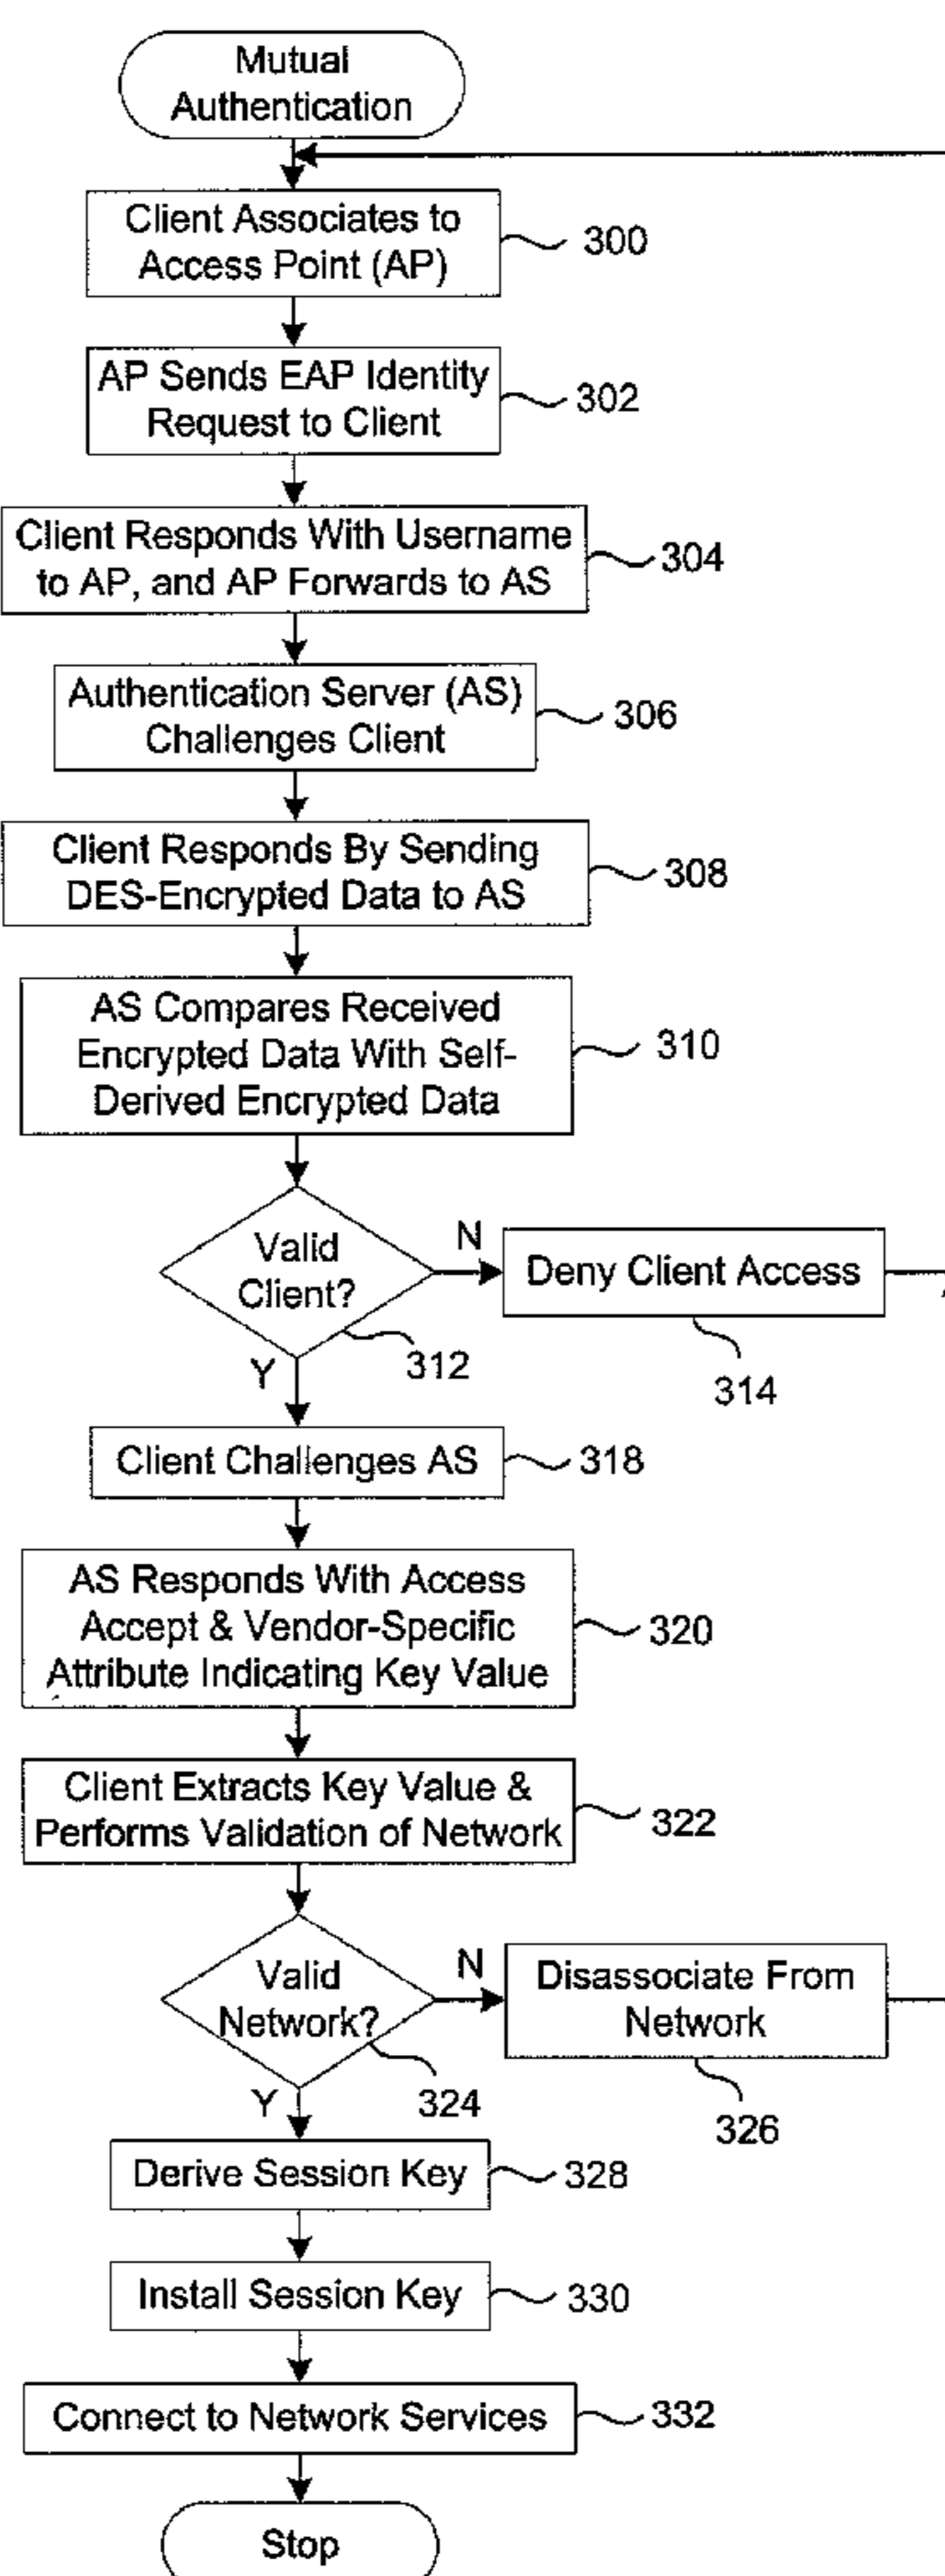 Mutual
Authentication
Client Associates to
Access Point (AP)
300
AP Sends EAP Identity
Request to Client
302
Client Responds With Username
to AP, and AP Forwards to AS
304
Authentication Server (AS)
Challenges Client
306
Client Responds By Sending
DES-Encrypted Data to AS
308
AS Compares Received
Encrypted Data With Self-
Derived Encrypted Data
310
Valid
Client?
312
N
Deny Client Access
314
Y
Client Challenges AS
318
AS Responds With Access
Accept & Vendor-Specific
Attribute Indicating Key Value
320
Client Extracts Key Value &
Performs Validation of Network
322
Valid
Network?
324
N
Disassociate From
Network
326
Y
Derive Session Key
328
Install Session Key
330
Connect to Network Services
332
Stop